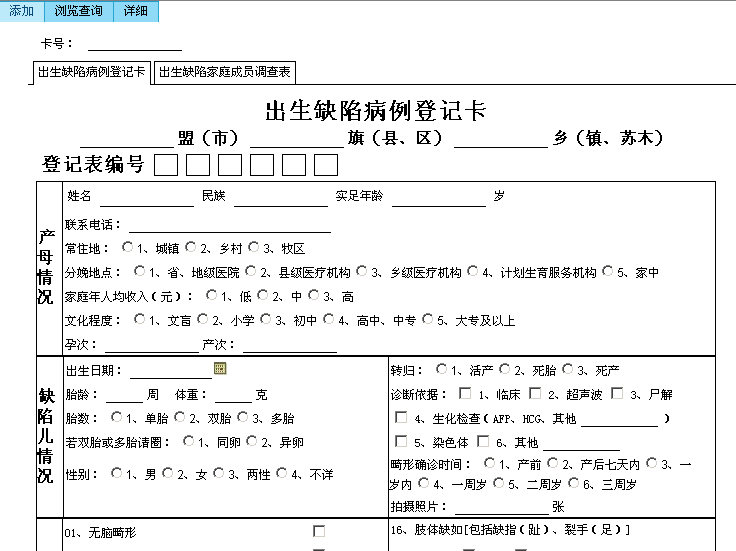 添加 浏览查询 详细
卡号：
出生缺陷病例登记卡 出生缺陷家庭成员调查表
出生缺陷病例登记卡
盟（市） 旗（县、区） 乡（镇、苏木）
登记表编号
产母情况
姓名 民族 实足年龄 岁
联系电话：
常住地： 1、城镇 2、乡村 3、牧区
分娩地点： 1、省、地级医院 2、县级医疗机构 3、乡级医疗机构 4、计划生育服务机构 5、家中
家庭年人均收入（元）： 1、低 2、中 3、高
文化程度： 1、文盲 2、小学 3、初中 4、高中、中专 5、大专及以上
孕次： 产次：
缺陷儿情况
出生日期：
胎龄： 周 体重： 克
胎数： 1、单胎 2、双胎 3、多胎
若双胎或多胎请圈： 1、同卵 2、异卵
性别： 1、男 2、女 3、两性 4、不详
转归： 1、活产 2、死胎 3、死产
诊断依据： 1、临床 2、超声波 3、尸解
4、生化检查（AFP、HCG、其他 ）
5、染色体 6、其他
畸形确诊时间： 1、产前 2、产后七天内 3、一
岁内 4、一周岁 5、二周岁 6、三周岁
拍摄照片： 张
01、无脑畸形
16、肢体缺如[包括缺指（趾）、裂手（足）]